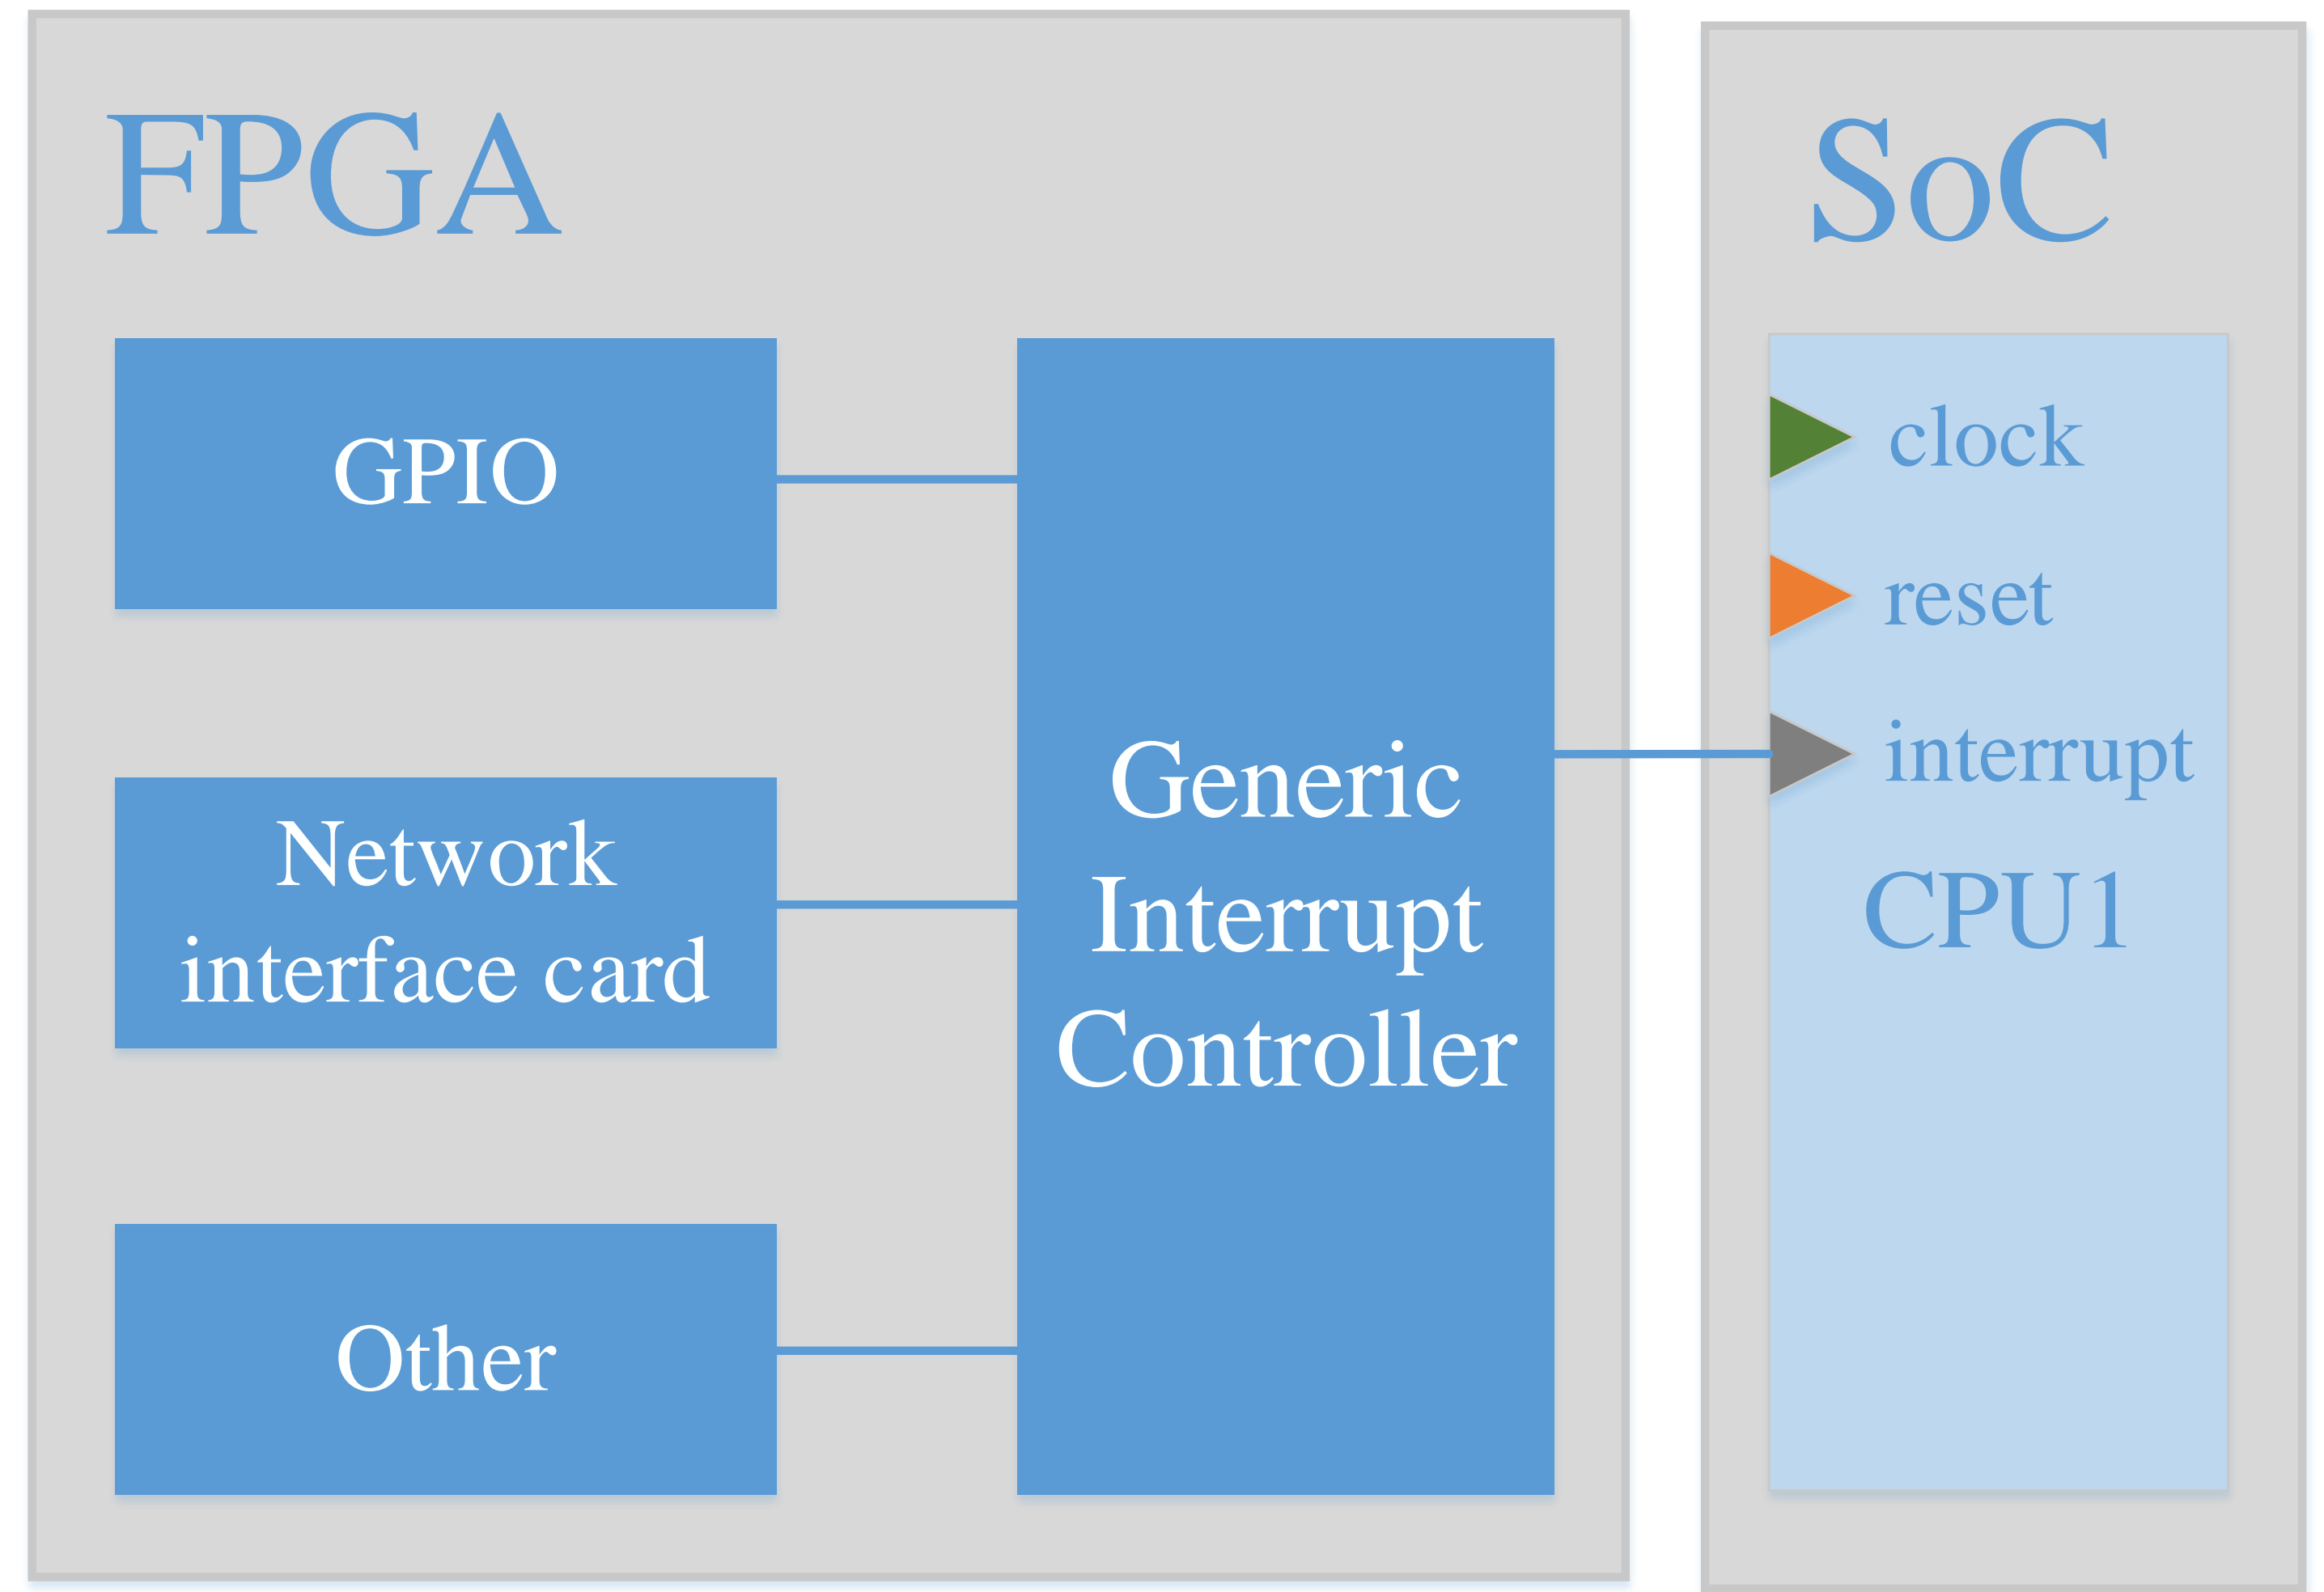 FPGA
GPIO
Network
interface card
Other
Generic
Interrupt
Controller
SoC
clock
reset
interrupt
CPU1